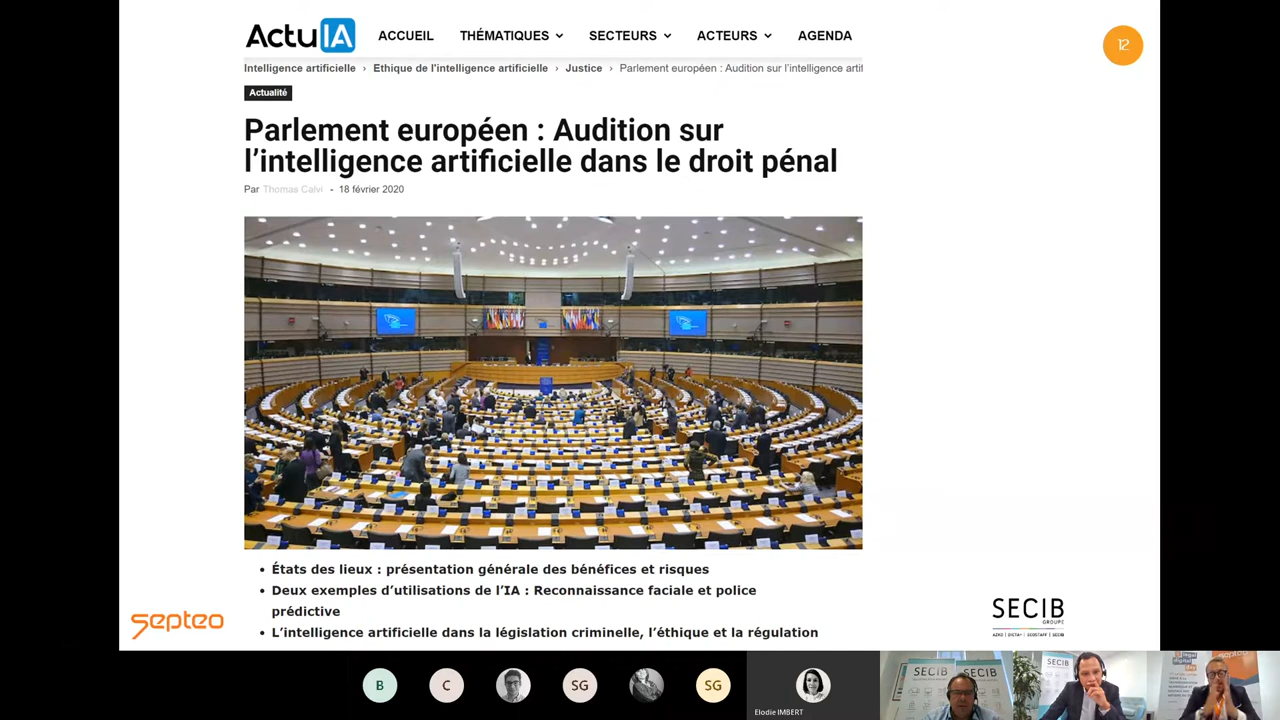 ActuIA
ACCUEIL THÉMATIQUES SECTEURS ACTEURS AGENDA
12
Intelligence artificielle › Ethique de l'intelligence artificielle › Justice › Parlement européen : Audition sur l'intelligence artif
Actualité
Parlement européen : Audition sur
l'intelligence artificielle dans le droit pénal
Par Thomas Calvi - 18 février 2020
• États des lieux : présentation générale des bénéfices et risques
• Deux exemples d'utilisations de l'IA : Reconnaissance faciale et police
prédictive
• L'intelligence artificielle dans la législation criminelle, l'éthique et la régulation
septeo
SECIB
GROUPE
B C SG SG
Elodie IMBERT
SECIB SECIB
SECIB
septeo